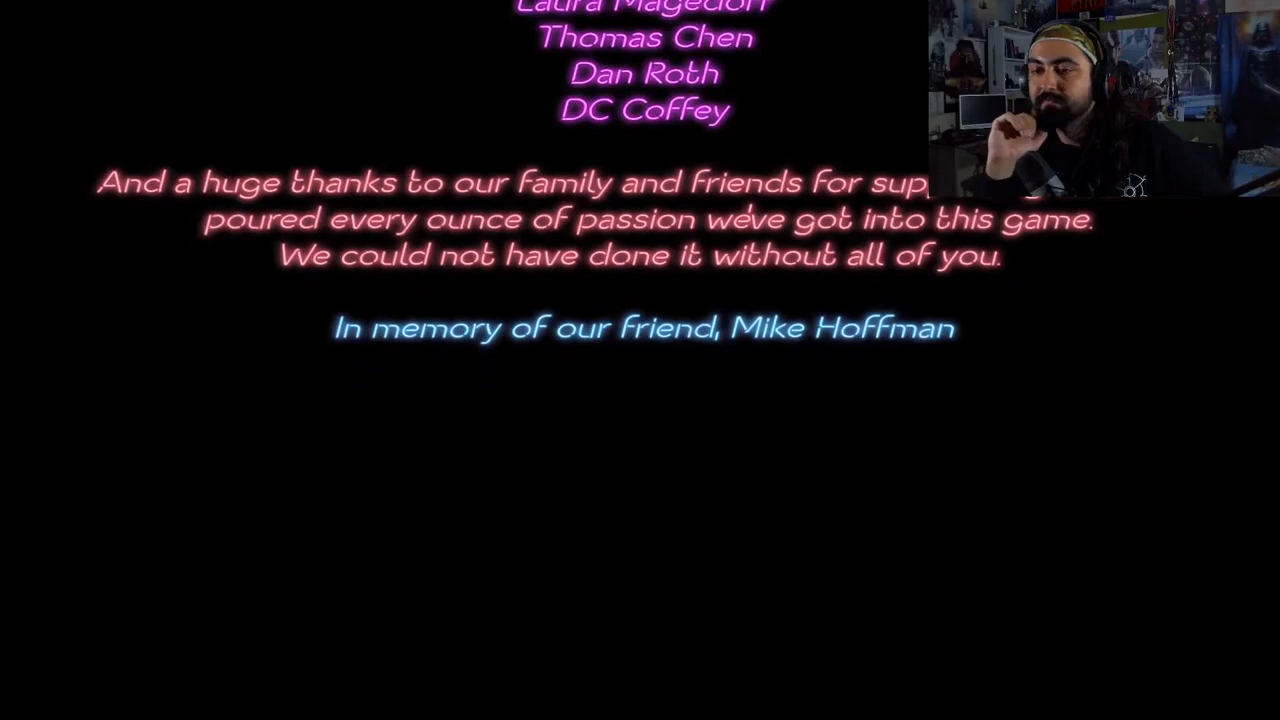 Laura Magedoff
Thomas Chen
Dan Roth
DC Coffey
And a huge thanks to our family and friends for
poured every ounce of passion we've got into this game.
We could not have done it without all of you.
In memory of our friend, Mike Hoffman